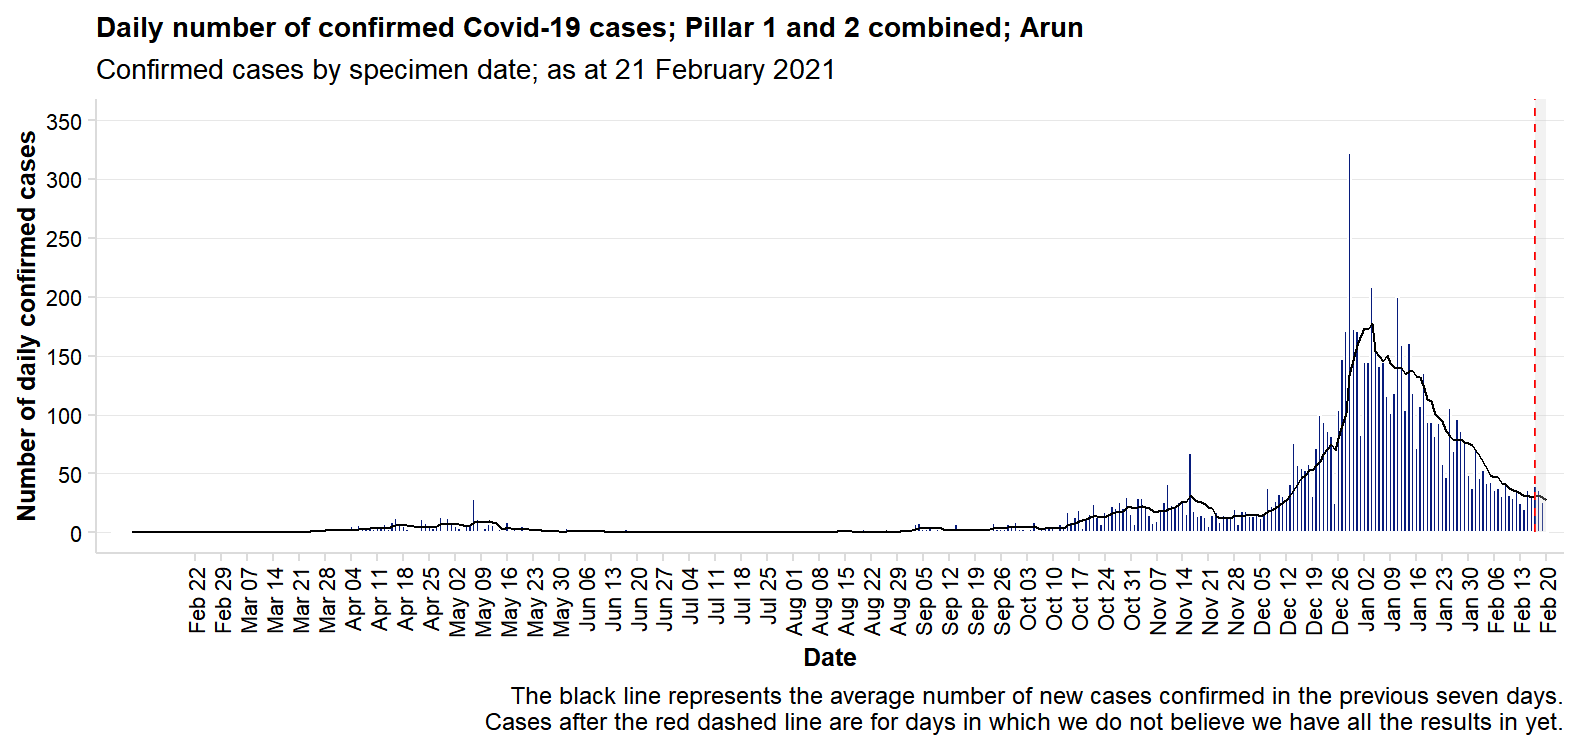 Daily number of confirmed Covid-19 cases; Pillar 1 and 2 combined; Arun
Confirmed cases by specimen date; as at 21 February 2021
Number of daily confirmed cases
350
300
250
200
150
100
50
0
Feb 22
Feb 29
Mar 07
Mar 14
Mar 21
Mar 28
Apr 04
Apr 11
Apr 18
Apr 25
May 02
May 09
May 16
May 23
May 30
Jun 06
Jun 13
Jun 20
Jun 27
Jul 04
Jul 11
Jul 18
Jul 25
Aug 01
Aug 08
Aug 15
Aug 22
Aug 29
Sep 05
Sep 12
Sep 19
Sep 26
Oct 03
Oct 10
Oct 17
Oct 24
Oct 31
Nov 07
Nov 14
Nov 21
Nov 28
Dec 05
Dec 12
Dec 19
Dec 26
Jan 02
Jan 09
Jan 16
Jan 23
Jan 30
Feb 06
Feb 13
Feb 20
Date
The black line represents the average number of new cases confirmed in the previous seven days.
Cases after the red dashed line are for days in which we do not believe we have all the results in yet.